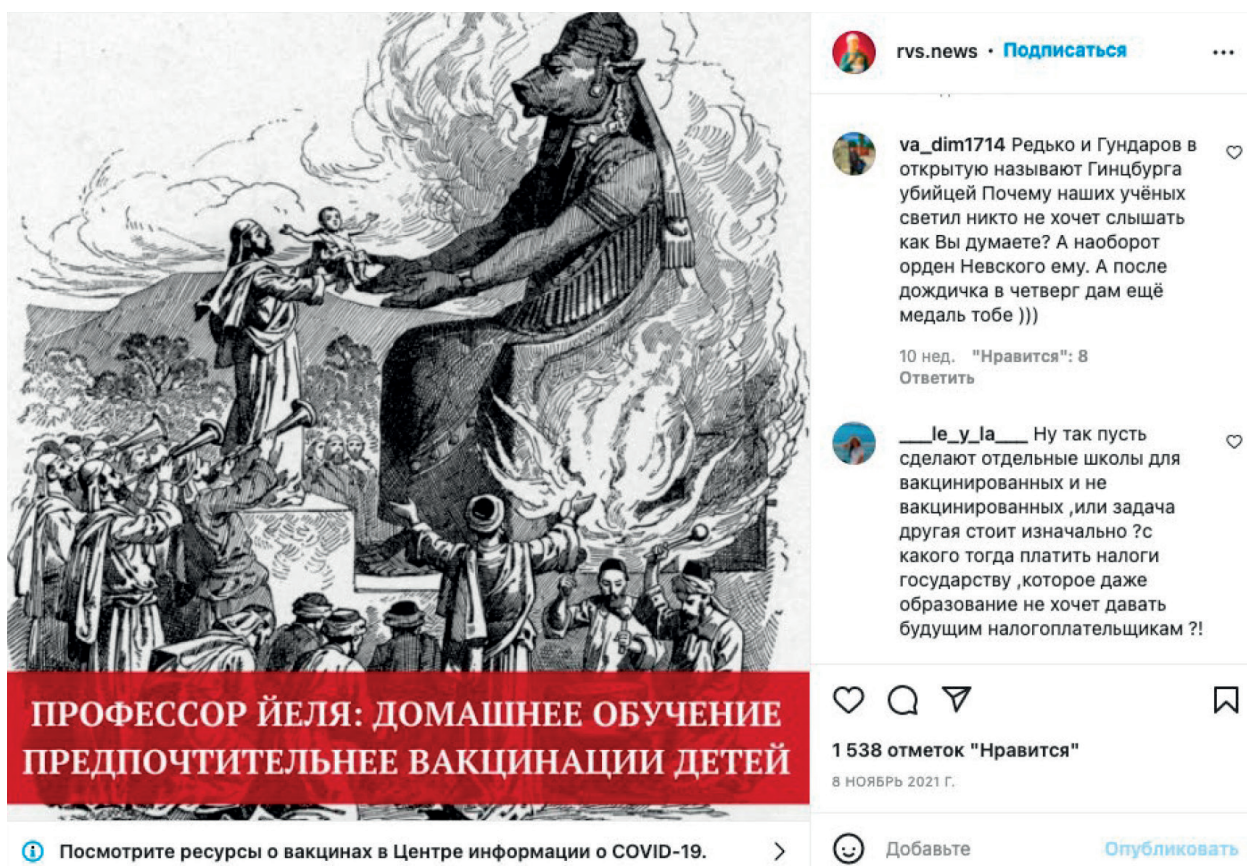 ПРОФЕССОР ЙЕЛЯ: ДОМАШНЕЕ ОБУЧЕНИЕ
ПРЕДПОЧТИТЕЛЬНЕЕ ВАКЦИНАЦИИ ДЕТЕЙ
Посмотрите ресурсы о вакцинах в Центре информации о COVID-19.
rvs.news • Подписаться
va_dim1714 Редько и Гундаров в
открытую называют Гинцбурга
убийцей Почему наших учёных
светил никто не хочет слышать
как Вы думаете? А наоборот
орден Невского ему. А после
дождичка в четверг дам ещё
медаль тобе )))
10 нед. "Нравится": 8
Ответить
___le_y_la___ Ну так пусть
сделают отдельные школы для
вакцинированных и не
вакцинированных ,или задача
другая стоит изначально ?с
какого тогда платить налоги
государству ,которое даже
образование не хочет давать
будущим налогоплательщикам ?!
1 538 отметок "Нравится"
8 НОЯБРЬ 2021 Г.
Добавьте
Опубликовать